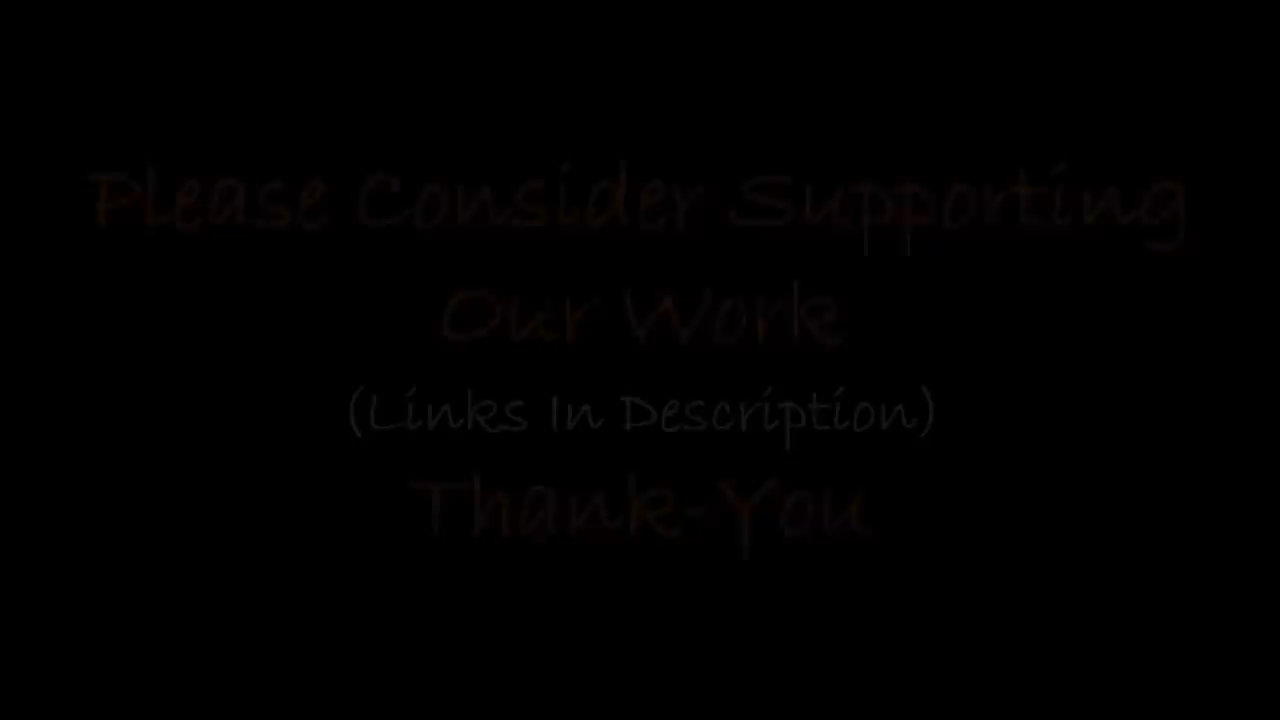 Please Consider Supporting
Our Work
(Links In Description)
Thank-You